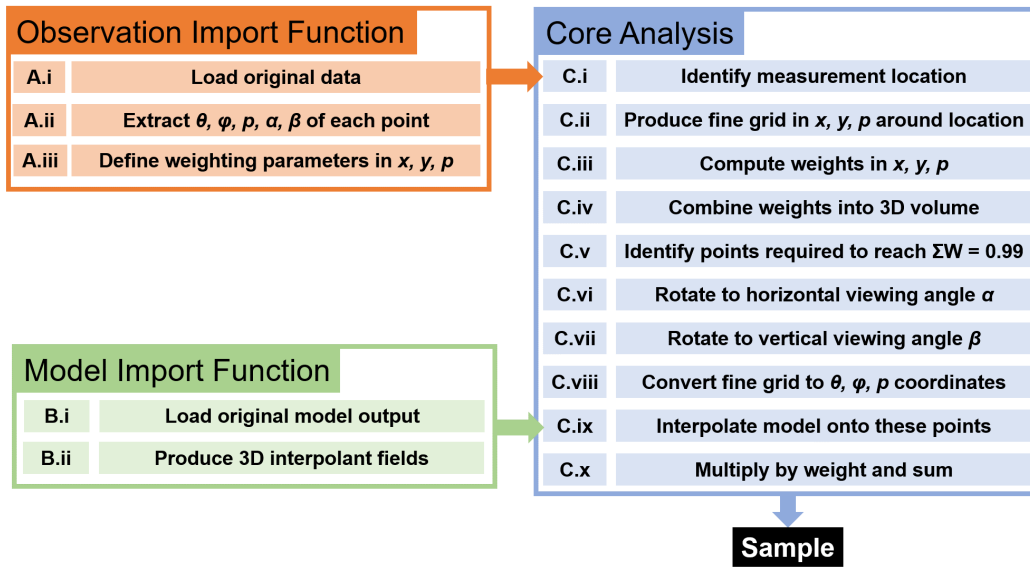 Observation Import Function
A.i Load original data
A.ii Extract θ, φ, p, α, β of each point
A.iii Define weighting parameters in x, y, p
Model Import Function
B.i Load original model output
B.ii Produce 3D interpolant fields
Core Analysis
C.i Identify measurement location
C.ii Produce fine grid in x, y, p around location
C.iii Compute weights in x, y, p
C.iv Combine weights into 3D volume
C.v Identify points required to reach ΣW = 0.99
C.vi Rotate to horizontal viewing angle α
C.vii Rotate to vertical viewing angle β
C.viii Convert fine grid to θ, φ, p coordinates
C.ix Interpolate model onto these points
C.x Multiply by weight and sum
Sample